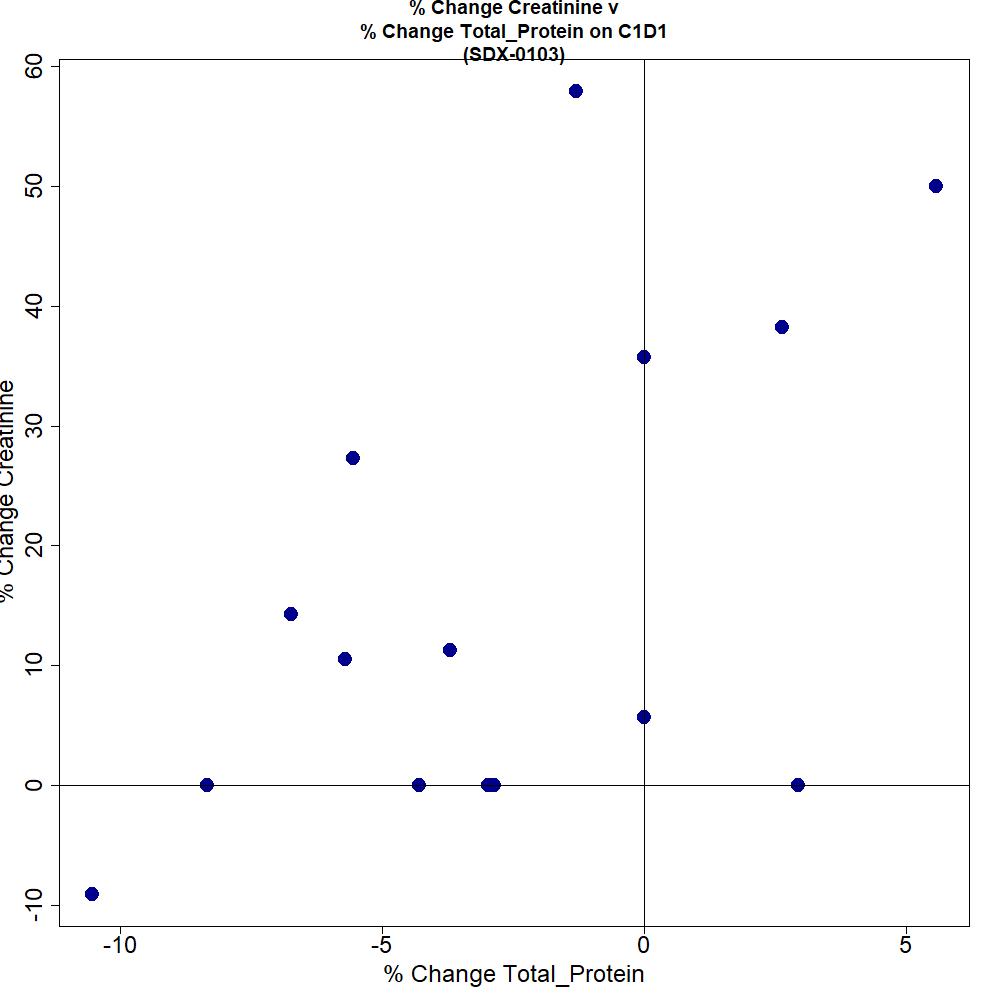 % Change Creatinine v
% Change Total_Protein on C1D1
(SDX-0103)
60
50
40
30
20
10
0
-10
% Change Creatinine
-10
-5
0
5
% Change Total_Protein